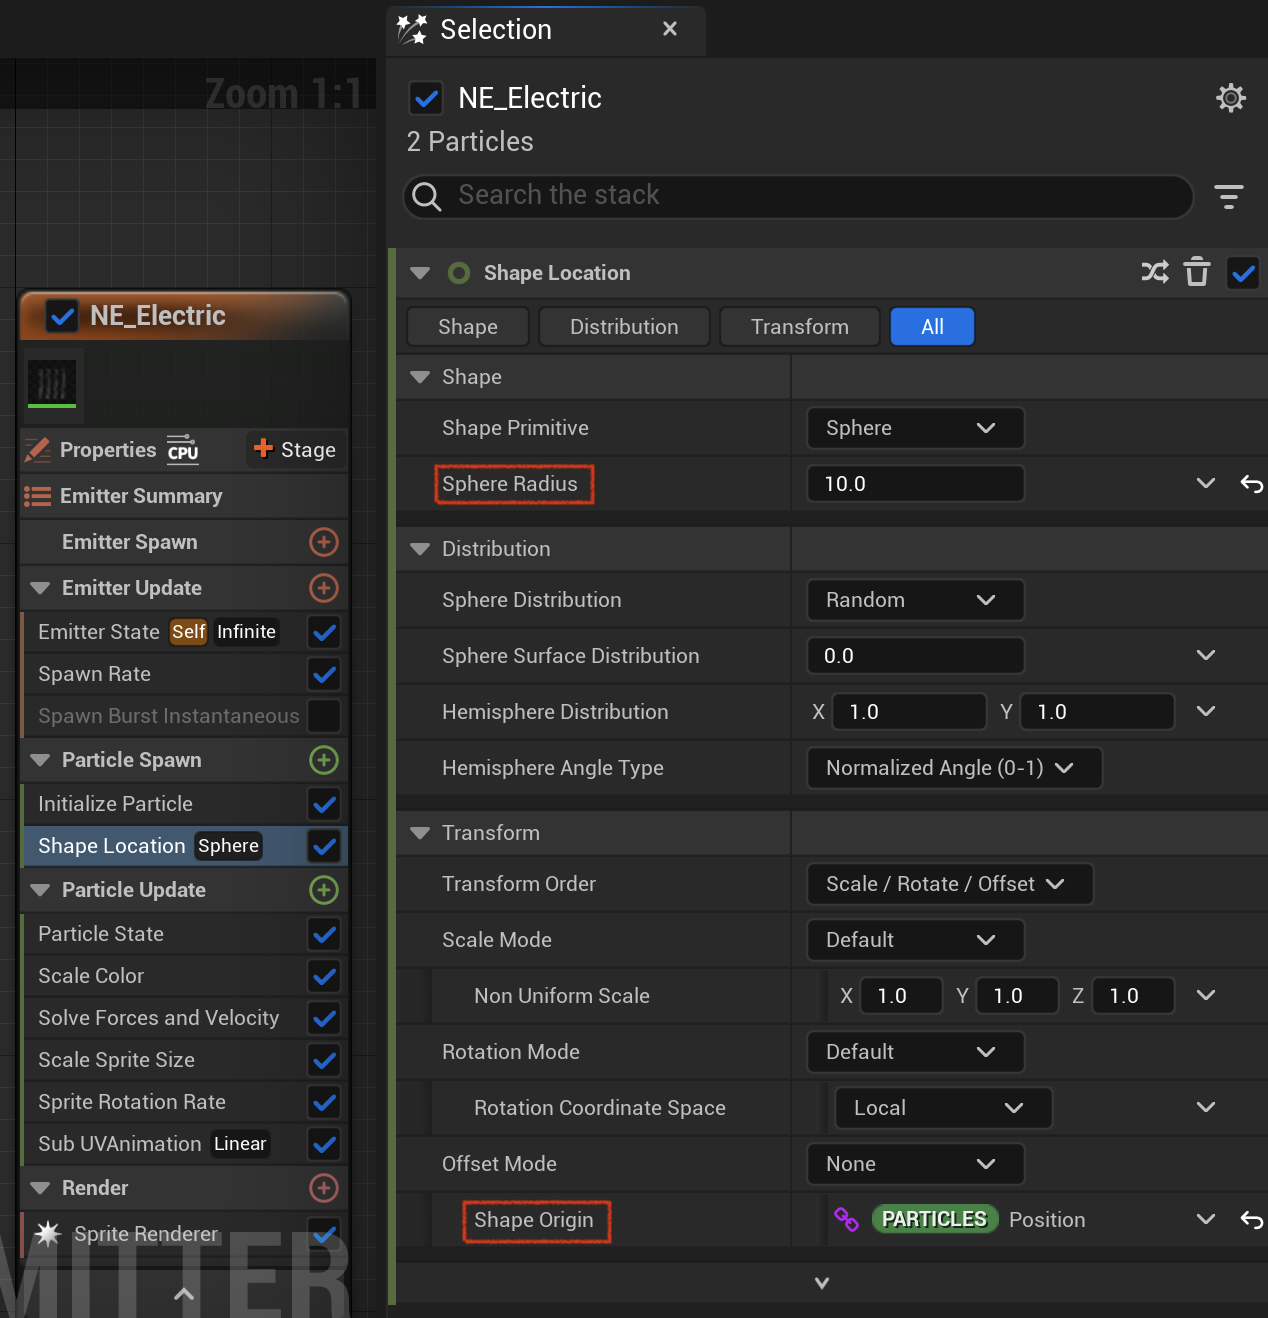 Selection
Zoom 1:1
NE_Electric
2 Particles
Search the stack
Shape Location
Shape Distribution Transform All
Shape
Shape Primitive Sphere
Sphere Radius 10.0
Distribution
Sphere Distribution Random
Sphere Surface Distribution 0.0
Hemisphere Distribution X 1.0 Y 1.0
Hemisphere Angle Type Normalized Angle (0-1)
Transform
Transform Order Scale / Rotate / Offset
Scale Mode Default
Non Uniform Scale X 1.0 Y 1.0 Z 1.0
Rotation Mode Default
Rotation Coordinate Space Local
Offset Mode None
Shape Origin PARTICLES Position
NE_Electric
Properties CPU Stage
Emitter Summary
Emitter Spawn
Emitter Update
Emitter State Self Infinite
Spawn Rate
Spawn Burst Instantaneous
Particle Spawn
Initialize Particle
Shape Location Sphere
Particle Update
Particle State
Scale Color
Solve Forces and Velocity
Scale Sprite Size
Sprite Rotation Rate
Sub UVAnimation Linear
Render
Sprite Renderer
MITTER